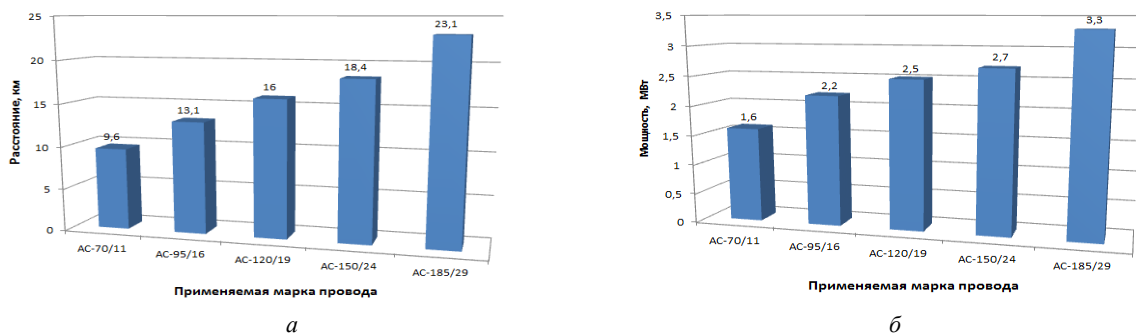 25
20
15
10
5
0
Расстояние, км
9,6
13,1
16
18,4
23,1
АС-70/11
АС-95/16
АС-120/19
АС-150/24
АС-185/29
Применяемая марка провода
а
3,5
3
2,5
2
1,5
1
0,5
0
Мощность, МВт
1,6
2,2
2,5
2,7
3,3
АС-70/11
АС-95/16
АС-120/19
АС-150/24
АС-185/29
Применяемая марка провода
б